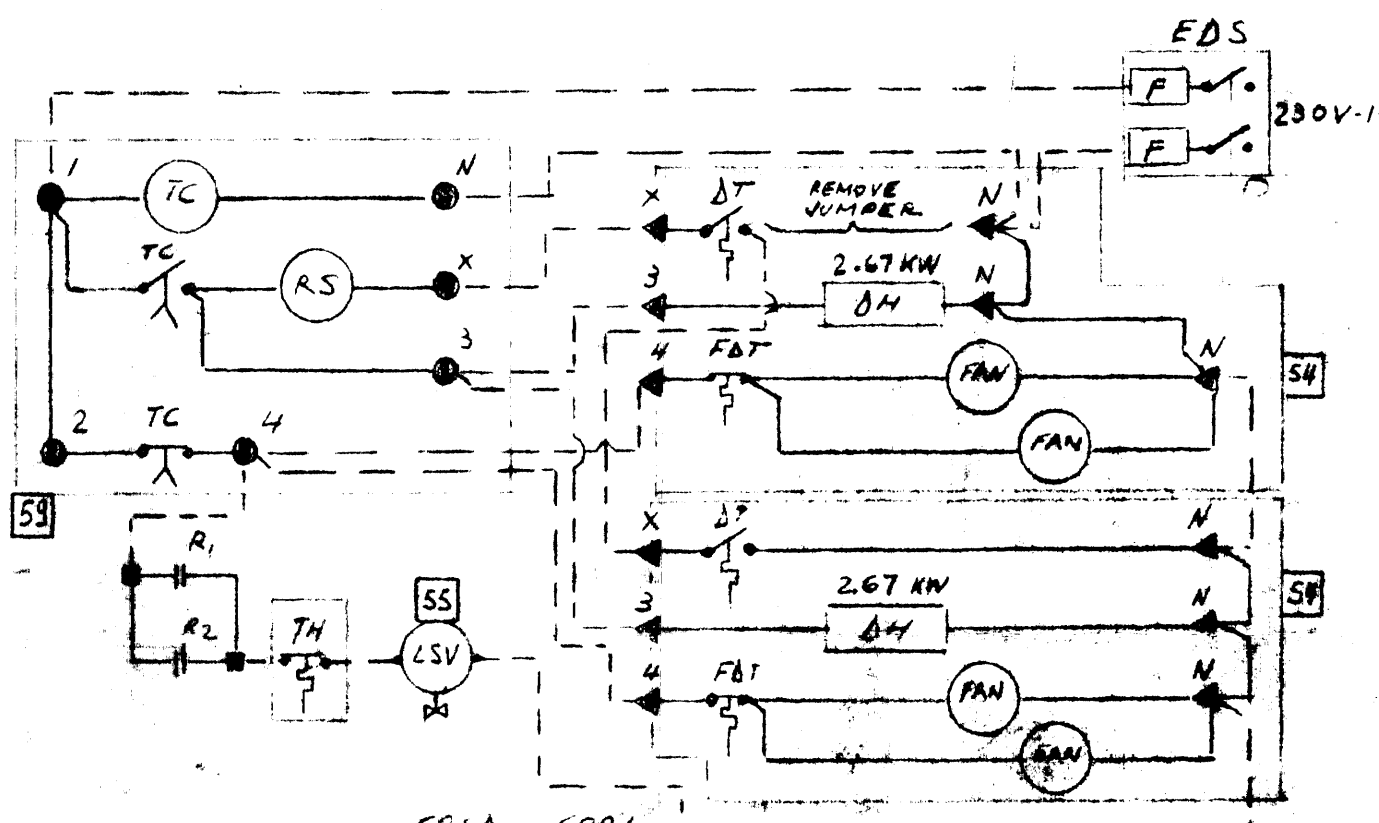 EDS
F
230V-1
F
1
TC
N
X
ΔT
REMOVE
JUMPER
N
TC
RS
X
3
2.67 KW
ΔH
N
3
4
FΔT
FAN
N
54
2
TC
4
FAN
59
X
N
R1
55
3
2.67 KW
ΔH
N
54
R2
TH
LSV
4
FΔT
FAN
N
FAN